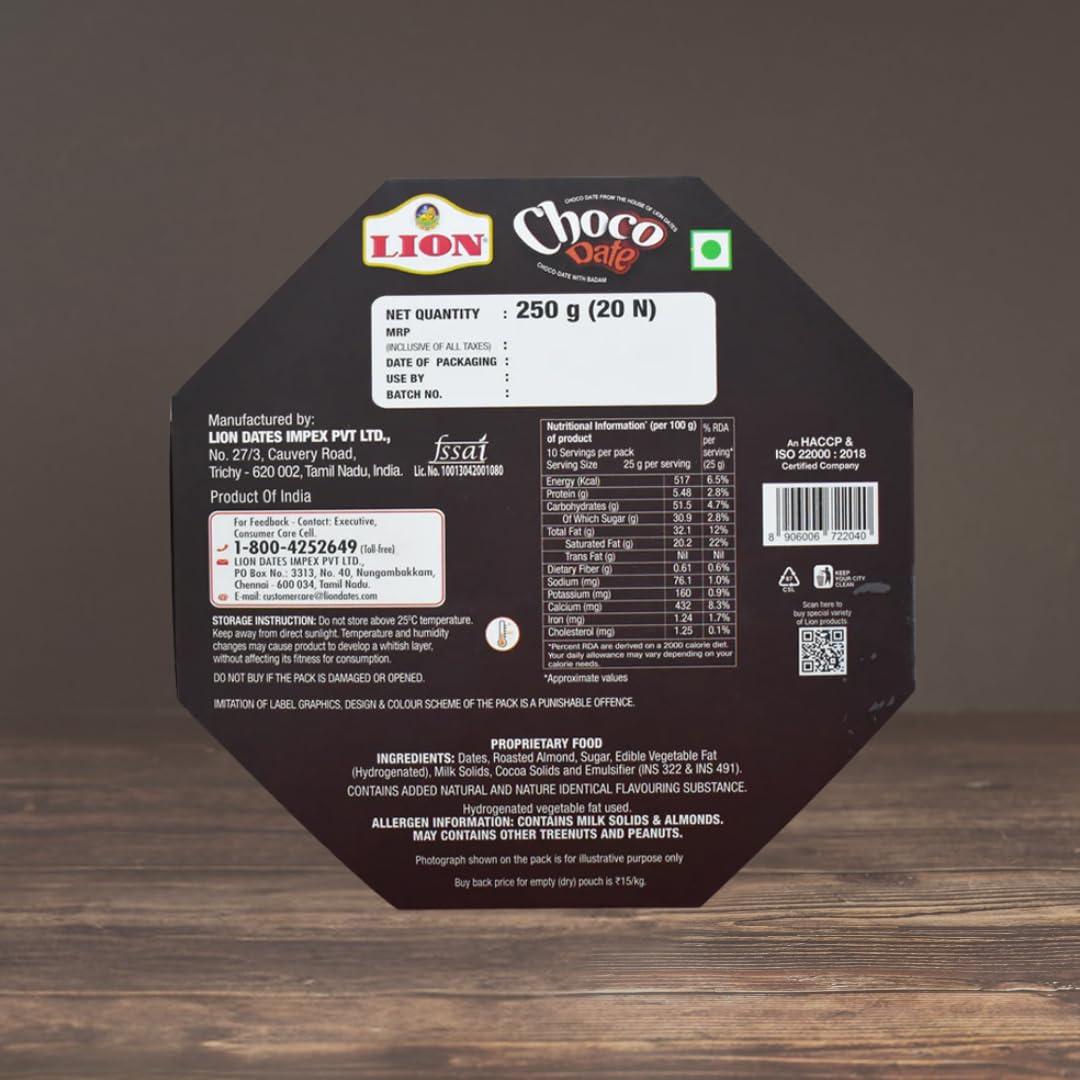 LION
CHOCO DATE FROM THE HOUSE OF LION DATES
Choco
Date
CHOCO-DATE WITH BADAM
NET QUANTITY : 250 g (20 N)
MRP
(INCLUSIVE OF ALL TAXES) :
DATE OF PACKAGING :
USE BY :
BATCH NO. :
Manufactured by:
LION DATES IMPEX PVT LTD.,
No. 27/3, Cauvery Road,
Trichy - 620 002, Tamil Nadu, India.
fssai
Lic. No. 10013042001080
Product Of India
For Feedback - Contact: Executive,
Consumer Care Cell.
1-800-4252649 (Toll-free)
LION DATES IMPEX PVT LTD.,
PO Box No.: 3313, No. 40, Nungambakkam,
Chennai - 600 034, Tamil Nadu.
E-mail: customercare@liondates.com
STORAGE INSTRUCTION: Do not store above 25°C temperature.
Keep away from direct sunlight. Temperature and humidity
changes may cause product to develop a whitish layer,
without affecting its fitness for consumption.
DO NOT BUY IF THE PACK IS DAMAGED OR OPENED.
Nutritional Information* (per 100 g) of product
10 Servings per pack
Serving Size 25 g per serving
% RDA per serving* (25 g)
Energy (Kcal) 517 6.5%
Protein (g) 5.48 2.8%
Carbohydrates (g) 51.5 4.7%
Of Which Sugar (g) 30.9 2.8%
Total Fat (g) 32.1 12%
Saturated Fat (g) 20.2 22%
Trans Fat (g) Nil Nil
Dietary Fiber (g) 0.61 0.6%
Sodium (mg) 76.1 1.0%
Potassium (mg) 160 0.9%
Calcium (mg) 432 8.3%
Iron (mg) 1.24 1.7%
Cholesterol (mg) 1.25 0.1%
*Percent RDA are derived on a 2000 calorie diet.
Your daily allowance may vary depending on your
calorie needs.
*Approximate values
An HACCP &
ISO 22000 : 2018
Certified Company
8 906006 722040
87
C5L
KEEP
YOUR CITY
CLEAN
Scan here to
buy special variety
of Lion products
IMITATION OF LABEL GRAPHICS, DESIGN & COLOUR SCHEME OF THE PACK IS A PUNISHABLE OFFENCE.
PROPRIETARY FOOD
INGREDIENTS: Dates, Roasted Almond, Sugar, Edible Vegetable Fat
(Hydrogenated), Milk Solids, Cocoa Solids and Emulsifier (INS 322 & INS 491).
CONTAINS ADDED NATURAL AND NATURE IDENTICAL FLAVOURING SUBSTANCE.
Hydrogenated vegetable fat used.
ALLERGEN INFORMATION: CONTAINS MILK SOLIDS & ALMONDS.
MAY CONTAINS OTHER TREENUTS AND PEANUTS.
Photograph shown on the pack is for illustrative purpose only
Buy back price for empty (dry) pouch is ₹15/kg.